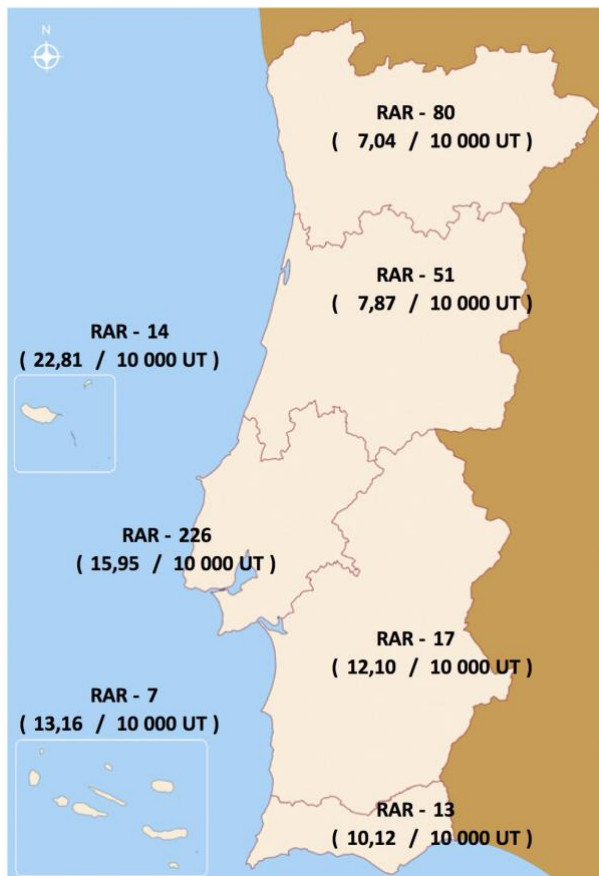 N
RAR - 80
( 7,04 / 10 000 UT )
RAR - 51
( 7,87 / 10 000 UT )
RAR - 14
( 22,81 / 10 000 UT )
RAR - 226
( 15,95 / 10 000 UT )
RAR - 17
( 12,10 / 10 000 UT )
RAR - 7
( 13,16 / 10 000 UT )
RAR - 13
( 10,12 / 10 000 UT )